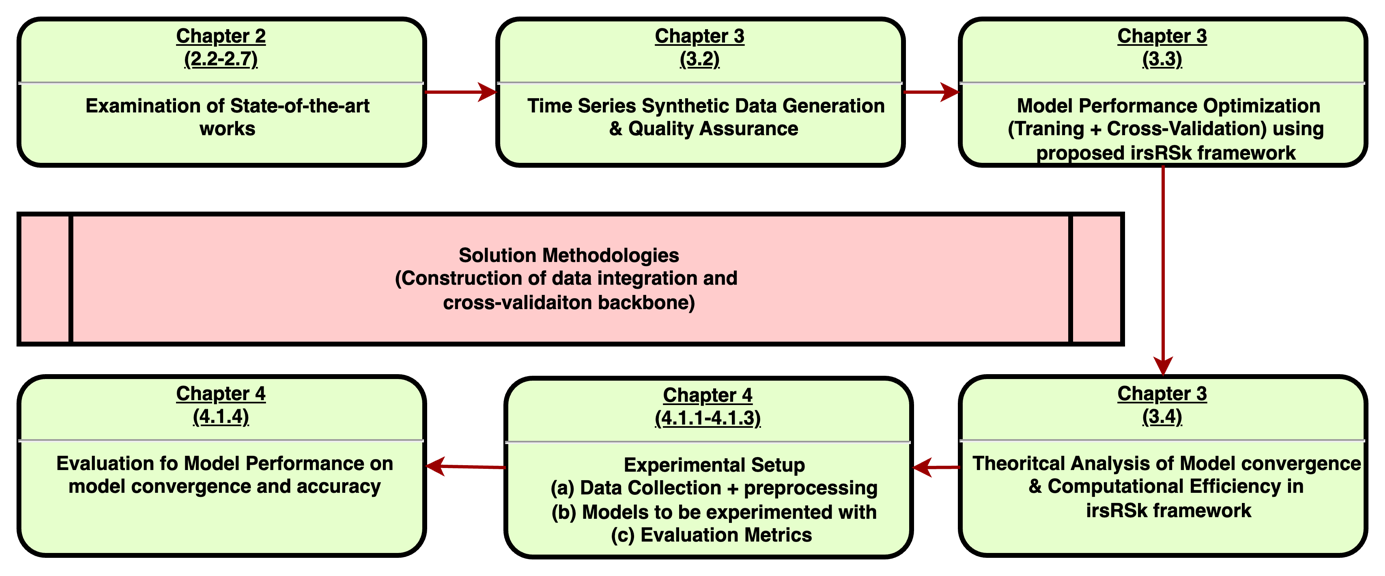 Chapter 2
(2.2-2.7)
Examination of State-of-the-art
works
Chapter 3
(3.2)
Time Series Synthetic Data Generation
& Quality Assurance
Chapter 3
(3.3)
Model Performance Optimization
(Traning + Cross-Validation) using
proposed irsRSk framework
Solution Methodologies
(Construction of data integration and
cross-validaiton backbone)
Chapter 3
(3.4)
Theoritcal Analysis of Model convergence
& Computational Efficiency in
irsRSk framework
Chapter 4
(4.1.1-4.1.3)
Experimental Setup
(a) Data Collection + preprocessing
(b) Models to be experimented with
(c) Evaluation Metrics
Chapter 4
(4.1.4)
Evaluation fo Model Performance on
model convergence and accuracy